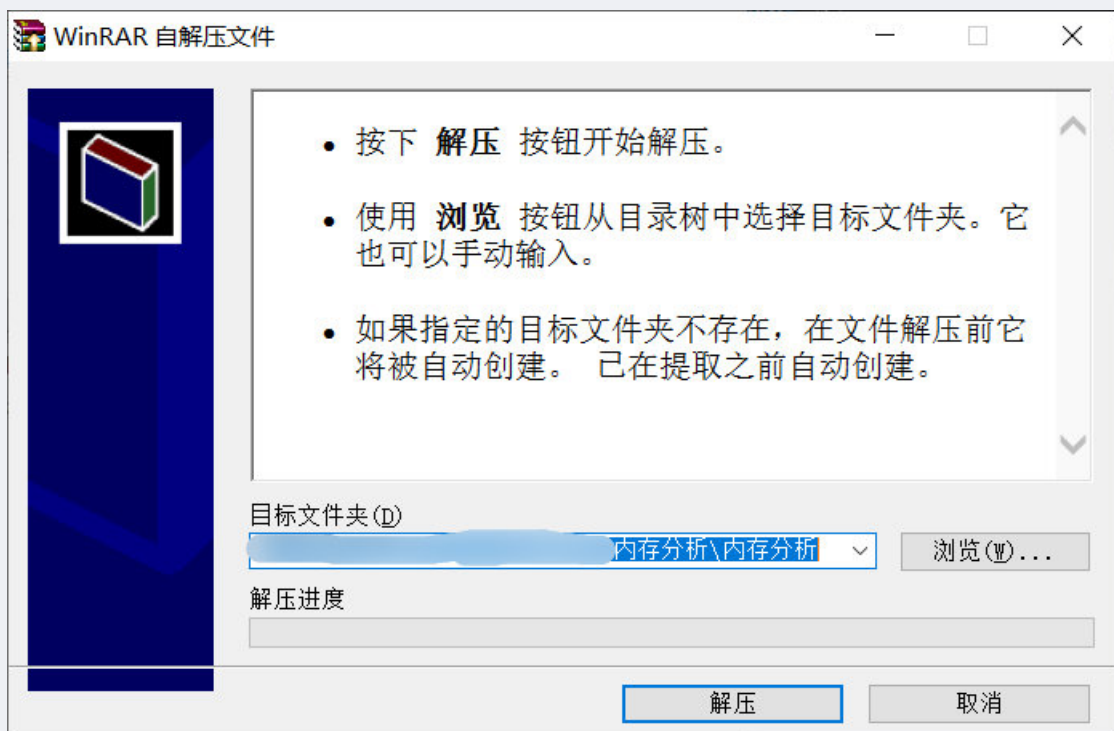 WinRAR 自解压文件
按下 解压 按钮开始解压。
使用 浏览 按钮从目录树中选择目标文件夹。它
也可以手动输入。
如果指定的目标文件夹不存在，在文件解压前它
将被自动创建。 已在提取之前自动创建。
目标文件夹(D)
内存分析\内存分析
浏览(W)...
解压进度
解压
取消